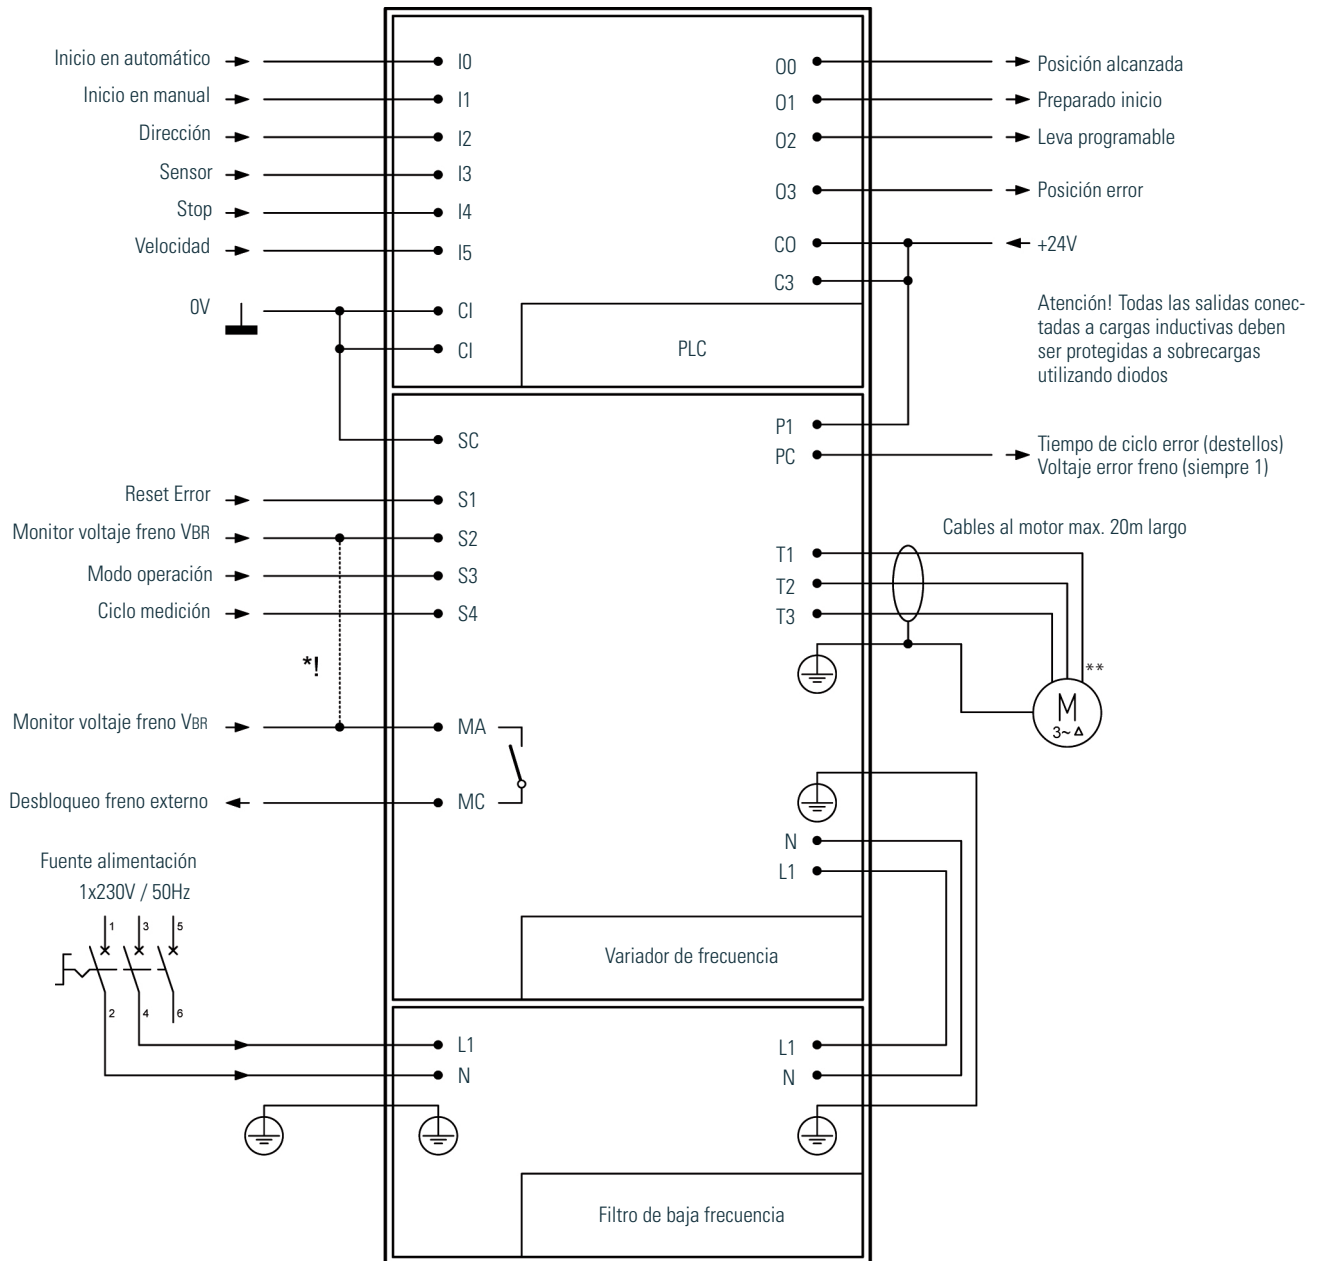 Inicio en automático
I0
O0
Posición alcanzada
Inicio en manual
I1
O1
Preparado inicio
Dirección
I2
O2
Leva programable
Sensor
I3
O3
Posición error
Stop
I4
Velocidad
I5
CO
+24V
C3
0V
CI
CI
PLC
Atención! Todas las salidas conec-
tadas a cargas inductivas deben
ser protegidas a sobrecargas
utilizando diodos
SC
P1
PC
Tiempo de ciclo error (destellos)
Voltaje error freno (siempre 1)
Reset Error
S1
Monitor voltaje freno VBR
S2
Modo operación
S3
Ciclo medición
S4
Cables al motor max. 20m largo
T1
T2
T3
*!
**
M
3~ Δ
Monitor voltaje freno VBR
MA
Desbloqueo freno externo
MC
N
L1
Fuente alimentación
1x230V / 50Hz
1
3
5
2
4
6
Variador de frecuencia
L1
N
L1
N
Filtro de baja frecuencia